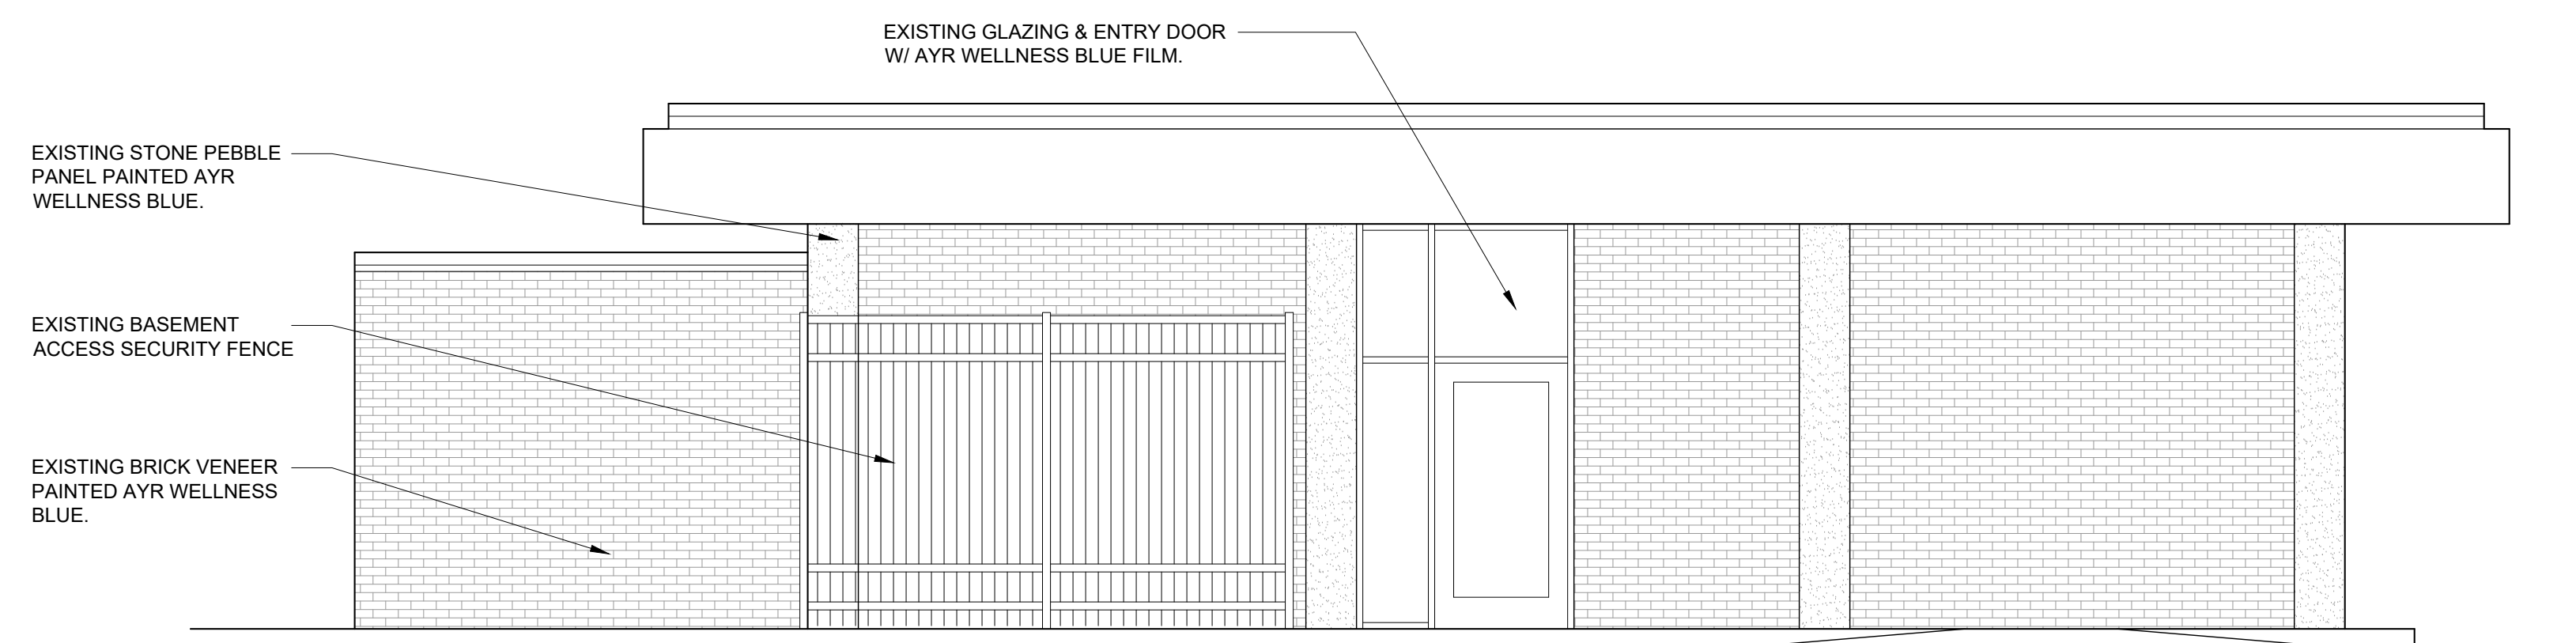 EXISTING GLAZING & ENTRY DOOR
W/ AYR WELLNESS BLUE FILM.
EXISTING STONE PEBBLE
PANEL PAINTED AYR
WELLNESS BLUE.
EXISTING BASEMENT
ACCESS SECURITY FENCE
EXISTING BRICK VENEER
PAINTED AYR WELLNESS
BLUE.